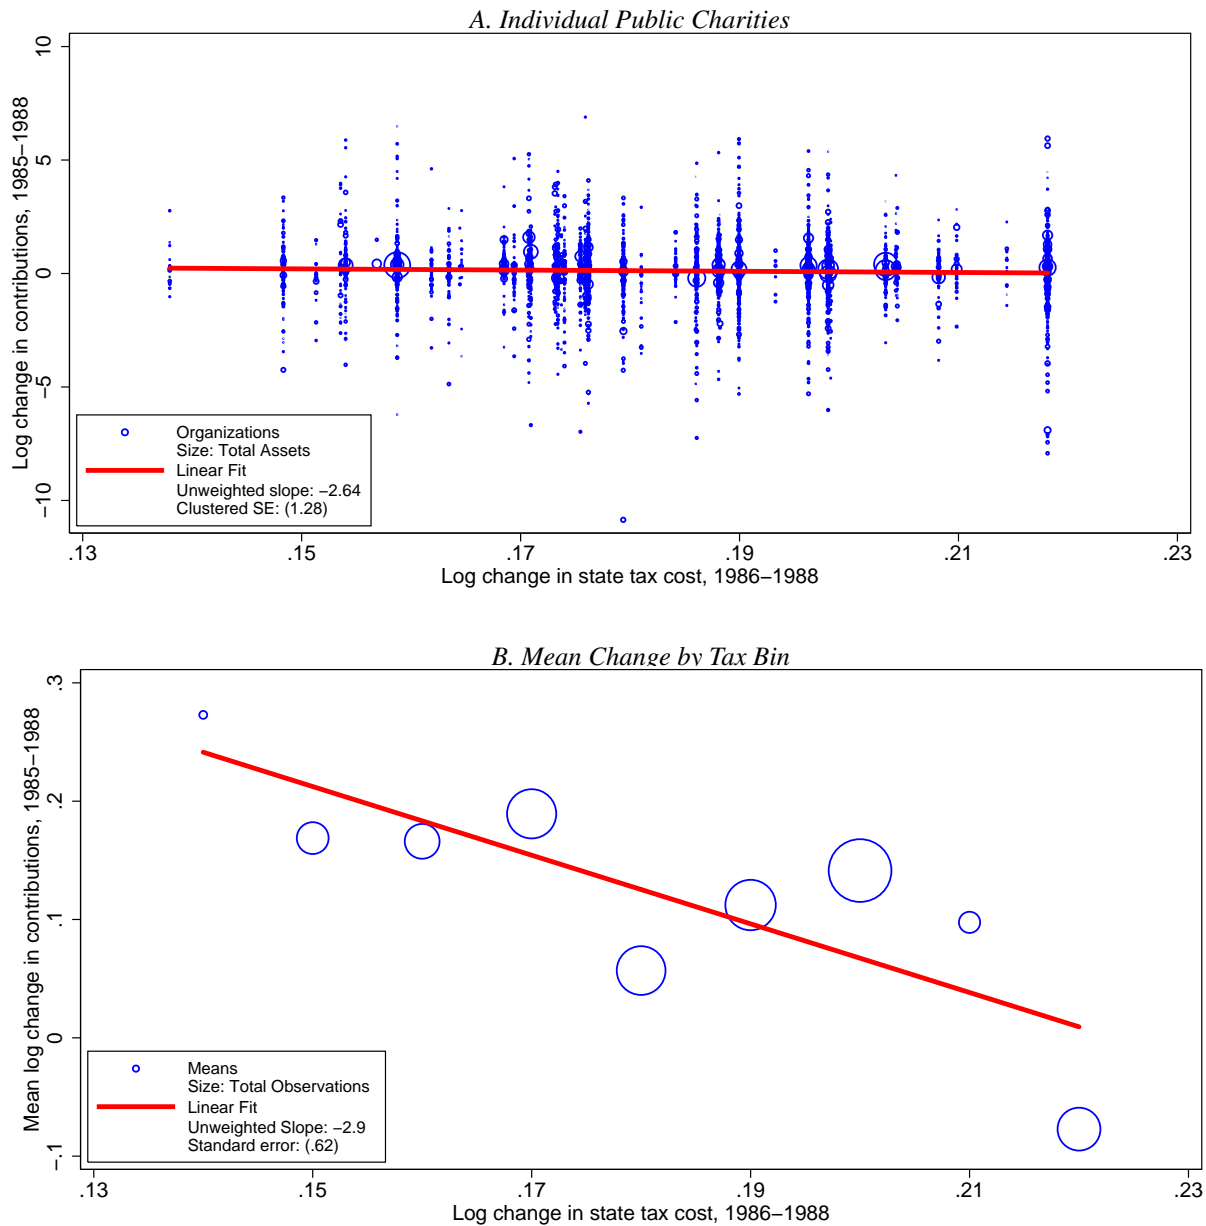 A. Individual Public Charities
10
5
0
−5
−10
Log change in contributions, 1985−1988
Organizations
Size: Total Assets
Linear Fit
Unweighted slope: −2.64
Clustered SE: (1.28)
.13 .15 .17 .19 .21 .23
Log change in state tax cost, 1986−1988
B. Mean Change by Tax Bin
.3
.2
.1
0
−.1
Mean log change in contributions, 1985−1988
Means
Size: Total Observations
Linear Fit
Unweighted Slope: −2.9
Standard error: (.62)
.13 .15 .17 .19 .21 .23
Log change in state tax cost, 1986−1988